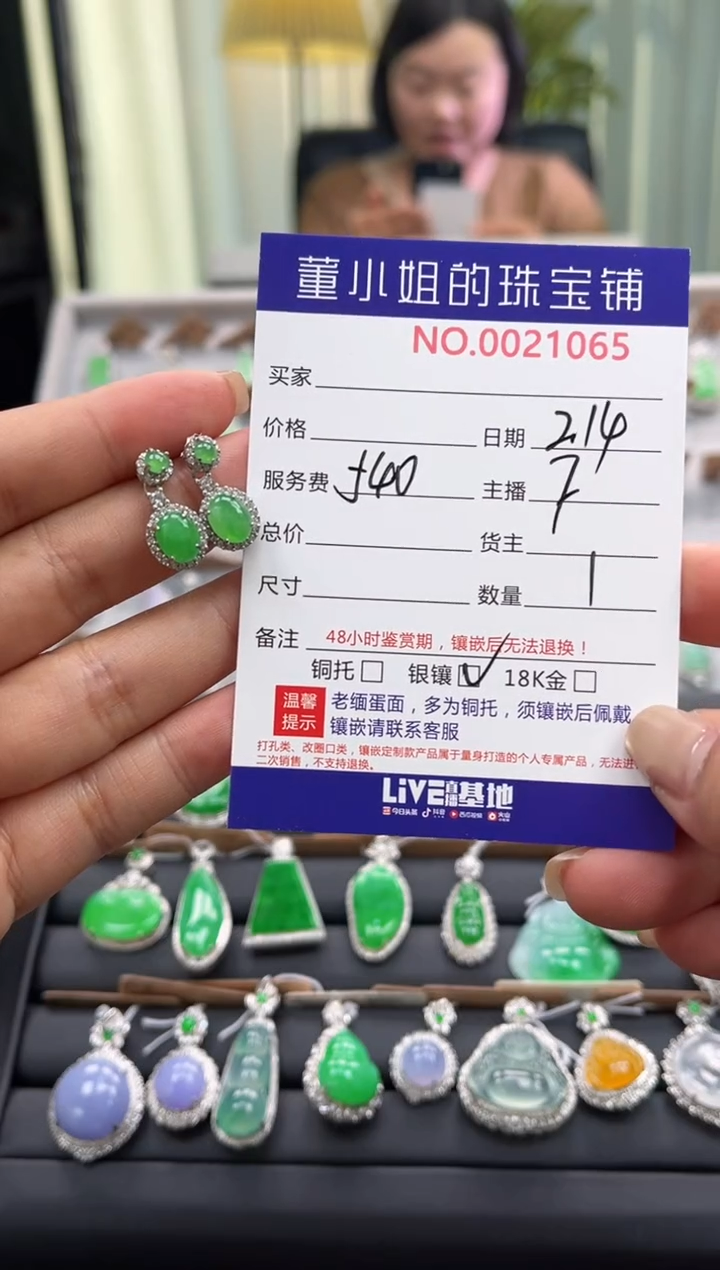 董小姐的珠宝铺
NO.0021065
买家
价格 日期 2.14
服务费 540 主播 7
总价 货主
尺寸 数量 1
备注 48小时鉴赏期，镶嵌后无法退换！
铜托□ 银镶☑ 18K金□
温馨提示 老缅蛋面，多为铜托，须镶嵌后佩戴
镶嵌请联系客服
打孔类、改圈口类，镶嵌定制款产品属于量身打造的个人专属产品，无法进
二次销售，不支持退换。
LiVE直播基地
今日头条 抖音 西瓜视频 火山